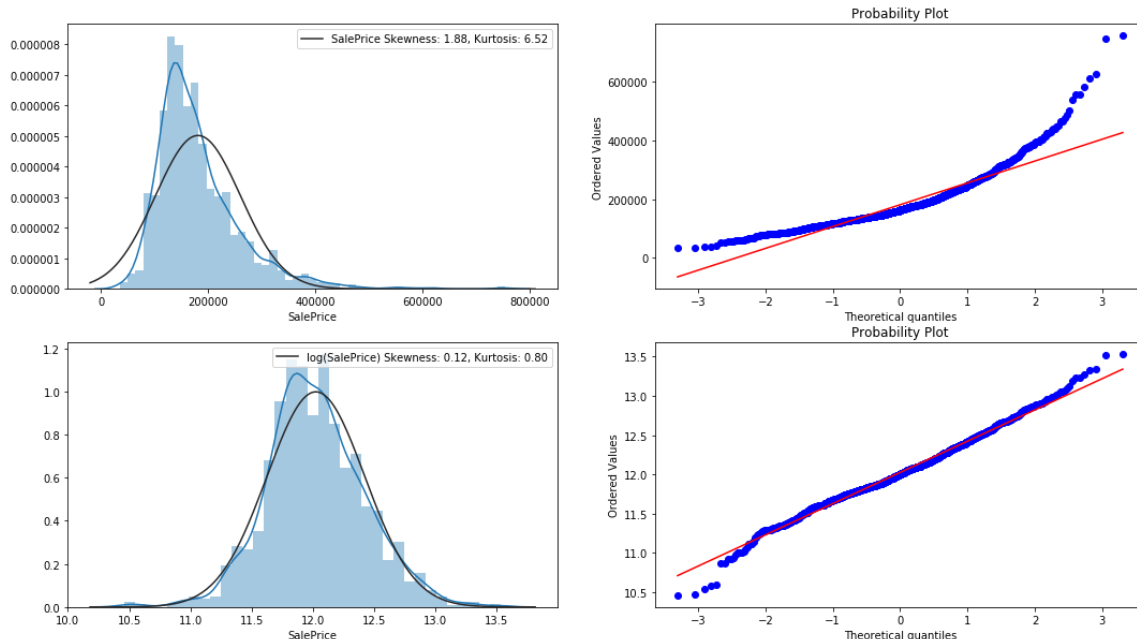 SalePrice Skewness: 1.88, Kurtosis: 6.52
0.000008
0.000007
0.000006
0.000005
0.000004
0.000003
0.000002
0.000001
0.000000
0 200000 400000 600000 800000
SalePrice
Probability Plot
Ordered Values
600000
400000
200000
0
−3 −2 −1 0 1 2 3
Theoretical quantiles
log(SalePrice) Skewness: 0.12, Kurtosis: 0.80
1.2
1.0
0.8
0.6
0.4
0.2
0.0
10.0 10.5 11.0 11.5 12.0 12.5 13.0 13.5
SalePrice
Probability Plot
Ordered Values
13.5
13.0
12.5
12.0
11.5
11.0
10.5
−3 −2 −1 0 1 2 3
Theoretical quantiles